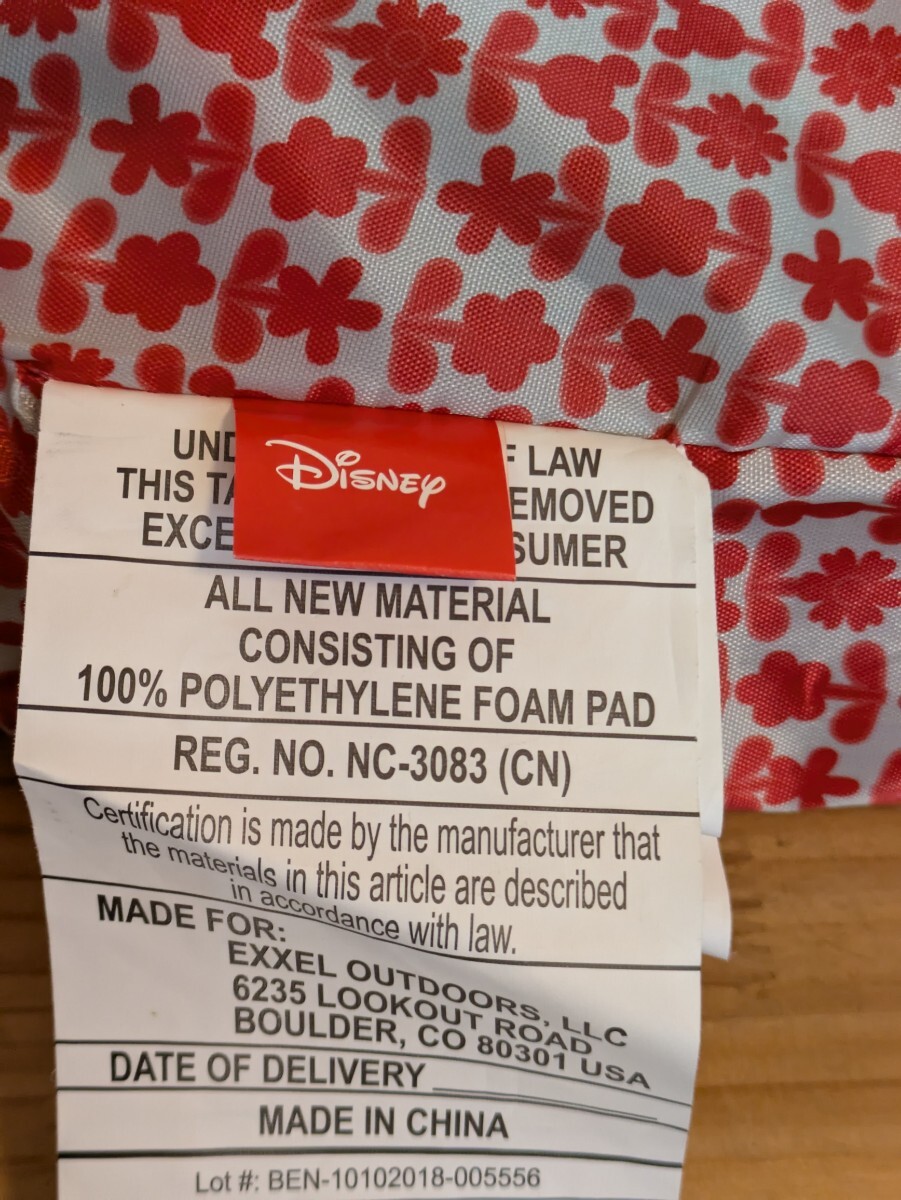 UND
F LAW
Disney
THIS TA
EMOVED
EXCE
SUMER
ALL NEW MATERIAL
CONSISTING OF
100% POLYETHYLENE FOAM PAD
REG. NO. NC-3083 (CN)
Certification is made by the manufacturer that
the materials in this article are described
in accordance with law.
MADE FOR:
EXXEL OUTDOORS, LLC
6235 LOOKOUT ROAD
BOULDER, CO 80301 USA
DATE OF DELIVERY
MADE IN CHINA
Lot #: BEN-10102018-005556